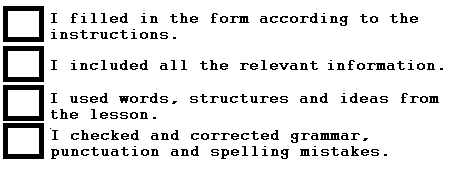 I filled in the form according to the
instructions.
I included all the relevant information.
I used words, structures and ideas from
the lesson.
I checked and corrected grammar,
punctuation and spelling mistakes.